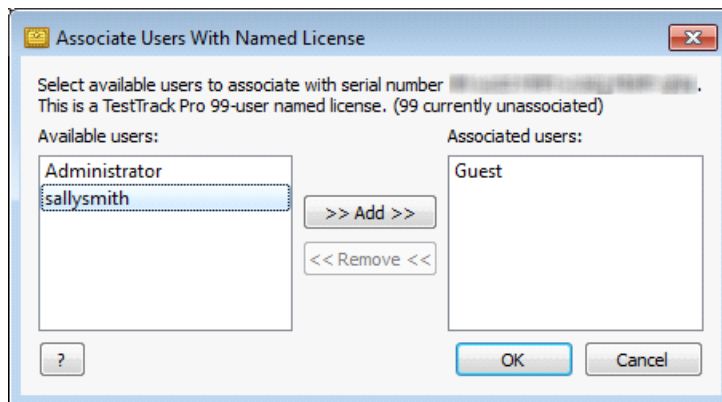 Associate Users With Named License
Select available users to associate with serial number .
This is a TestTrack Pro 99-user named license. (99 currently unassociated)
Available users:
Associated users:
Administrator
sallysmith
Guest
>> Add >>
<< Remove <<
?
OK
Cancel